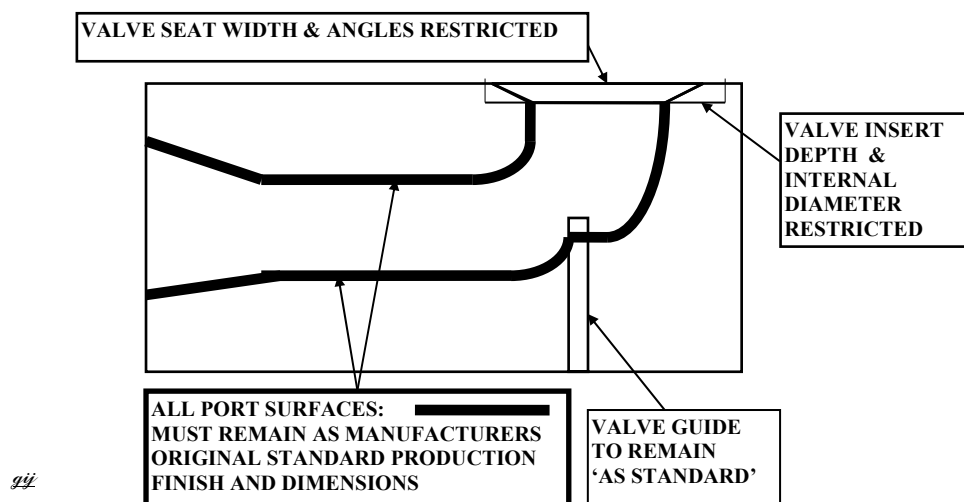 VALVE SEAT WIDTH & ANGLES RESTRICTED
VALVE INSERT
DEPTH &
INTERNAL
DIAMETER
RESTRICTED
ALL PORT SURFACES:
MUST REMAIN AS MANUFACTURERS
ORIGINAL STANDARD PRODUCTION
FINISH AND DIMENSIONS
VALVE GUIDE
TO REMAIN
‘AS STANDARD’